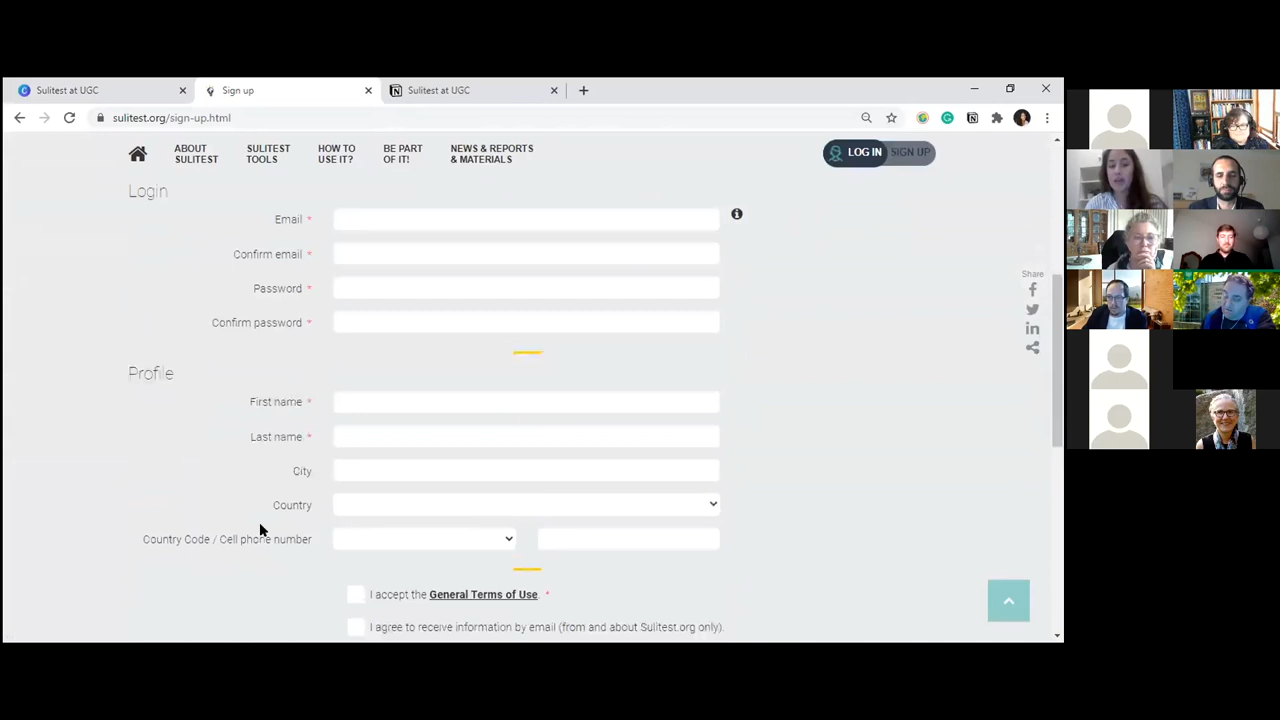 Sulitest at UGC
Sign up
Sulitest at UGC
sulitest.org/sign-up.html
ABOUT
SULITEST
SULITEST
TOOLS
HOW TO
USE IT?
BE PART
OF IT!
NEWS & REPORTS
& MATERIALS
LOG IN
SIGN UP
Login
Email *
Confirm email *
Password *
Confirm password *
Share
Profile
First name *
Last name *
City
Country
Country Code / Cell phone number
I accept the General Terms of Use. *
I agree to receive information by email (from and about Sulitest.org only).